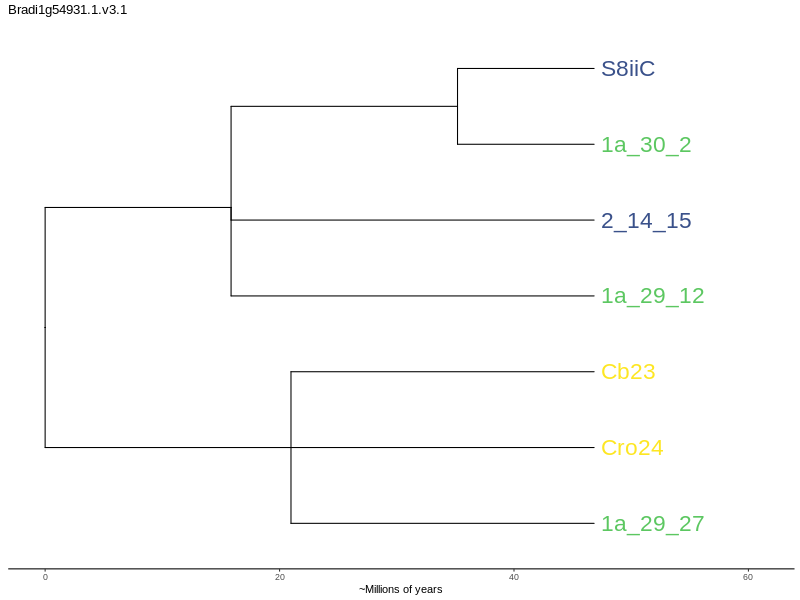 Bradi1g54931.1.v3.1
S8iiC
1a_30_2
2_14_15
1a_29_12
Cb23
Cro24
1a_29_27
0 20 40 60
~Millions of years